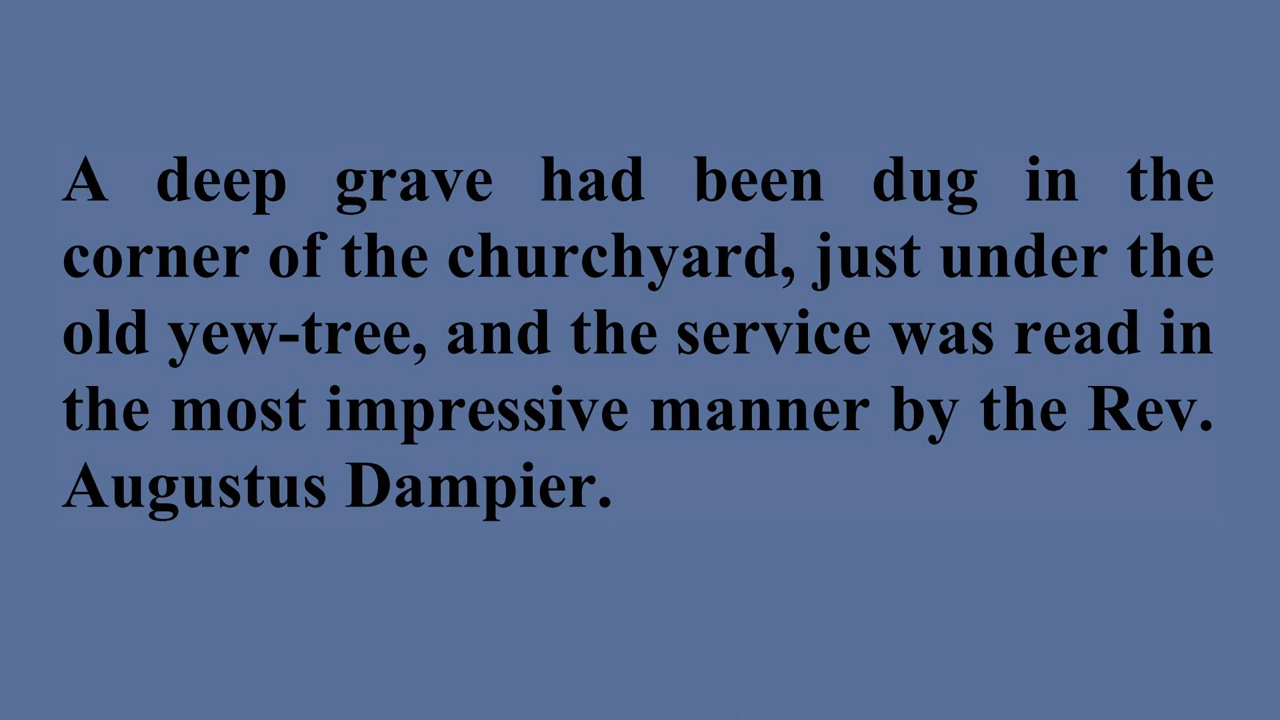 A deep grave had been dug in the
corner of the churchyard, just under the
old yew-tree, and the service was read in
the most impressive manner by the Rev.
Augustus Dampier.